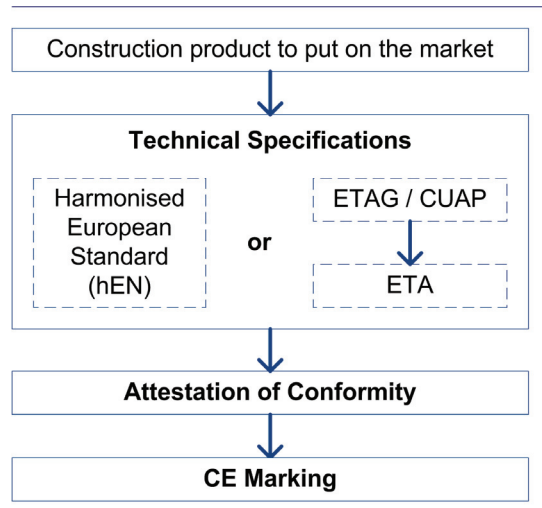 Construction product to put on the market
Technical Specifications
Harmonised
European
Standard
(hEN)
or
ETAG / CUAP
ETA
Attestation of Conformity
CE Marking